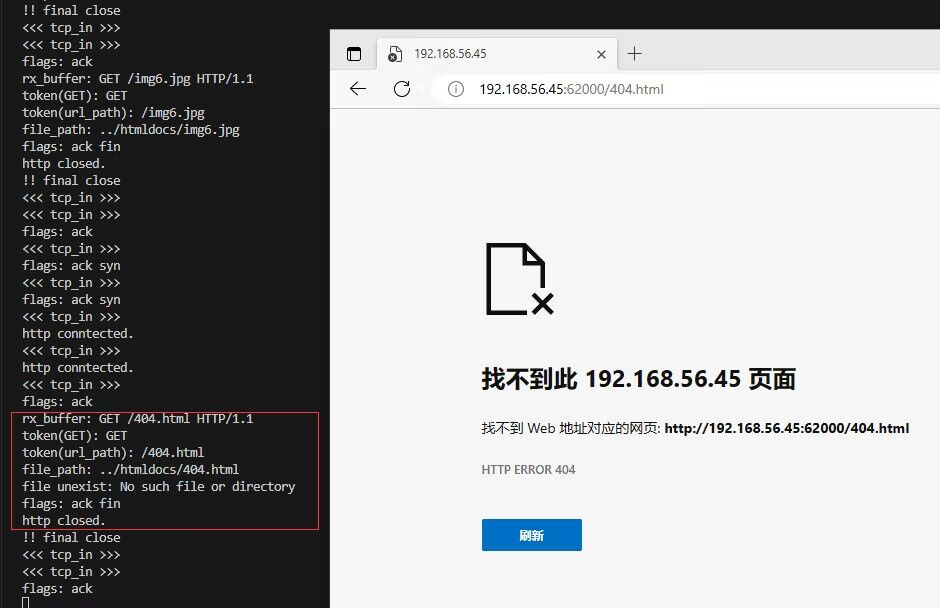 !! final close
<<< tcp_in >>>
<<< tcp_in >>>
flags: ack
rx_buffer: GET /img6.jpg HTTP/1.1
token(GET): GET
token(url_path): /img6.jpg
file_path: ../htmldocs/img6.jpg
flags: ack fin
http closed.
!! final close
<<< tcp_in >>>
<<< tcp_in >>>
flags: ack
<<< tcp_in >>>
flags: ack syn
<<< tcp_in >>>
flags: ack syn
<<< tcp_in >>>
http conntected.
<<< tcp_in >>>
http conntected.
<<< tcp_in >>>
flags: ack
rx_buffer: GET /404.html HTTP/1.1
token(GET): GET
token(url_path): /404.html
file_path: ../htmldocs/404.html
file unexist: No such file or directory
flags: ack fin
http closed.
!! final close
<<< tcp_in >>>
<<< tcp_in >>>
flags: ack
192.168.56.45
192.168.56.45:62000/404.html
找不到此 192.168.56.45 页面
找不到 Web 地址对应的网页: http://192.168.56.45:62000/404.html
HTTP ERROR 404
刷新